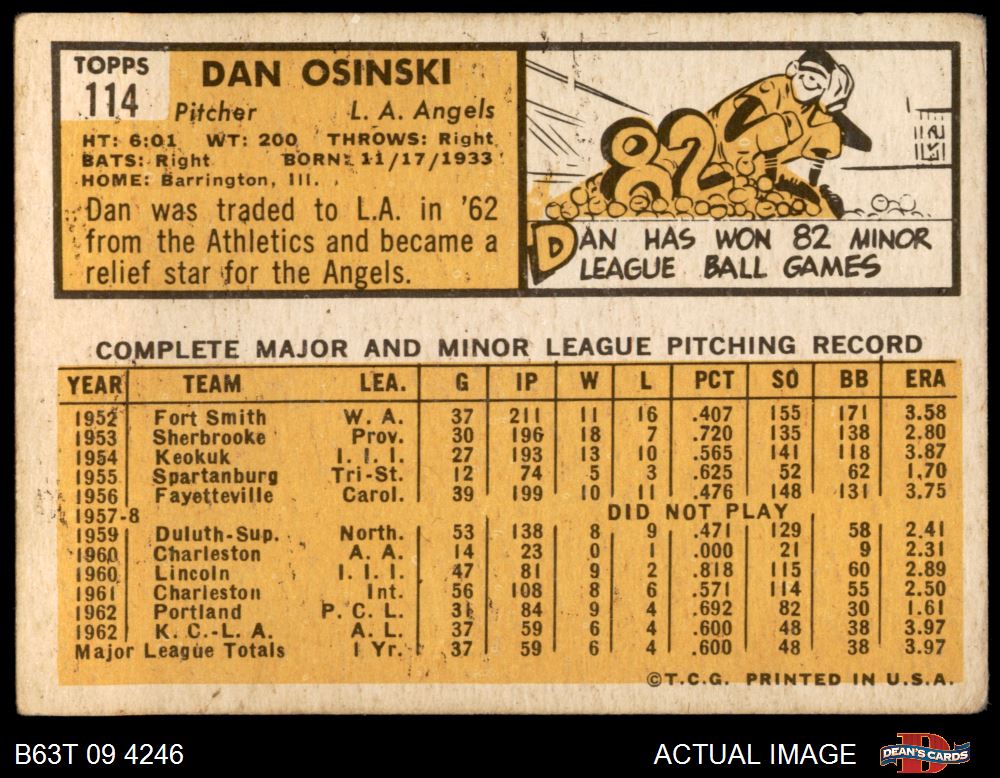 TOPPS
114
DAN OSINSKI
Pitcher L. A. Angels
HT: 6:01 WT: 200 THROWS: Right
BATS: Right BORN: 11/17/1933
HOME: Barrington, Ill.
Dan was traded to L.A. in '62
from the Athletics and became a
relief star for the Angels.
82
DAN HAS WON 82 MINOR
LEAGUE BALL GAMES
COMPLETE MAJOR AND MINOR LEAGUE PITCHING RECORD
YEAR TEAM LEA. G IP W L PCT SO BB ERA
1952 Fort Smith W. A. 37 211 11 16 .407 155 171 3.58
1953 Sherbrooke Prov. 30 196 18 7 .720 135 138 2.80
1954 Keokuk I. I. I. 27 193 13 10 .565 141 118 3.87
1955 Spartanburg Tri-St. 12 74 5 3 .625 52 62 1.70
1956 Fayetteville Carol. 39 199 10 11 .476 148 131 3.75
1957-8 DID NOT PLAY
1959 Duluth-Sup. North. 53 138 8 9 .471 129 58 2.41
1960 Charleston A. A. 14 23 0 1 .000 21 9 2.31
1960 Lincoln I. I. I. 47 81 9 2 .818 115 60 2.89
1961 Charleston Int. 56 108 8 6 .571 114 55 2.50
1962 Portland P. C. L. 31 84 9 4 .692 82 30 1.61
1962 K. C.-L. A. A. L. 37 59 6 4 .600 48 38 3.97
Major League Totals 1 Yr. 37 59 6 4 .600 48 38 3.97
©T.C.G. PRINTED IN U.S.A.
B63T 09 4246 ACTUAL IMAGE DEAN'S CARDS